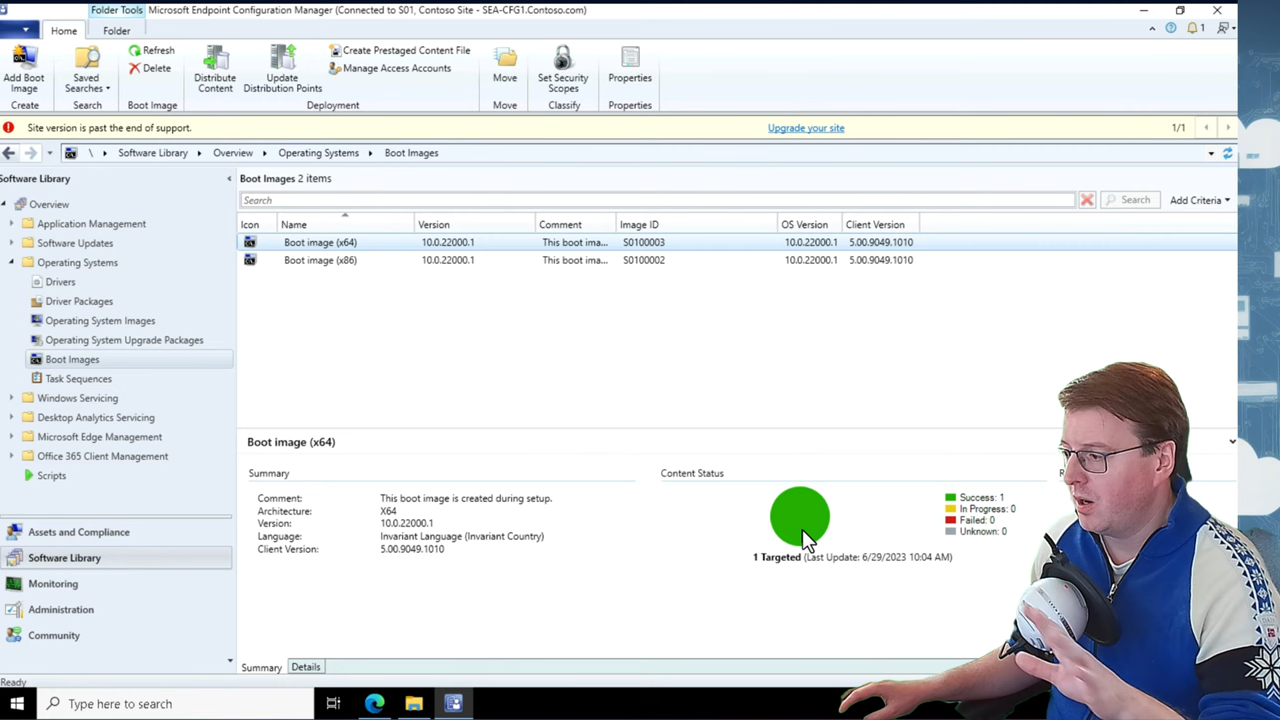 Folder Tools
Microsoft Endpoint Configuration Manager (Connected to S01, Contoso Site - SEA-CFG1.Contoso.com)
Home
Folder
1
Add Boot
Image
Saved
Searches
Refresh
Delete
Distribute
Content
Update
Distribution Points
Create Prestaged Content File
Manage Access Accounts
Move
Set Security
Scopes
Properties
Create
Search
Boot Image
Deployment
Move
Classify
Properties
Site version is past the end of support.
Upgrade your site
1/1
\ Software Library Overview Operating Systems Boot Images
Software Library
Overview
Application Management
Software Updates
Operating Systems
Drivers
Driver Packages
Operating System Images
Operating System Upgrade Packages
Boot Images
Task Sequences
Windows Servicing
Desktop Analytics Servicing
Microsoft Edge Management
Office 365 Client Management
Scripts
Assets and Compliance
Software Library
Monitoring
Administration
Community
Boot Images 2 items
Search
Search
Add Criteria
Icon Name Version Comment Image ID OS Version Client Version
Boot image (x64) 10.0.22000.1 This boot ima... S0100003 10.0.22000.1 5.00.9049.1010
Boot image (x86) 10.0.22000.1 This boot ima... S0100002 10.0.22000.1 5.00.9049.1010
Boot image (x64)
Summary
Comment: This boot image is created during setup.
Architecture: X64
Version: 10.0.22000.1
Language: Invariant Language (Invariant Country)
Client Version: 5.00.9049.1010
Content Status
Success: 1
In Progress: 0
Failed: 0
Unknown: 0
1 Targeted (Last Update: 6/29/2023 10:04 AM)
Summary Details
Ready
Type here to search